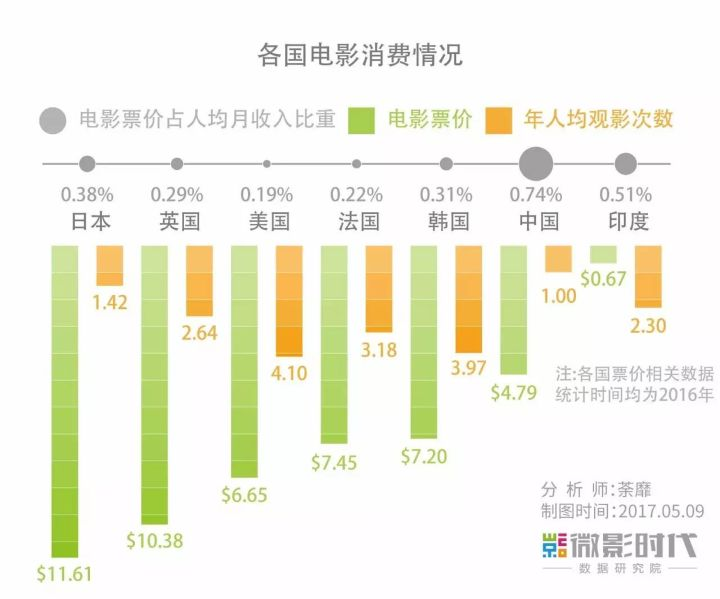 各国电影消费情况
电影票价占人均月收入比重 电影票价 年人均观影次数
0.38% 0.29% 0.19% 0.22% 0.31% 0.74% 0.51%
日本 英国 美国 法国 韩国 中国 印度
$0.67
1.42 1.00
2.64 2.30
3.18
4.10 3.97
注:各国票价相关数据
$4.79
统计时间均为2016年
$7.45 $7.20
$6.65
分 析 师:荼靡
制图时间:2017.05.09
$10.38
微影时代
数据研究院
$11.61